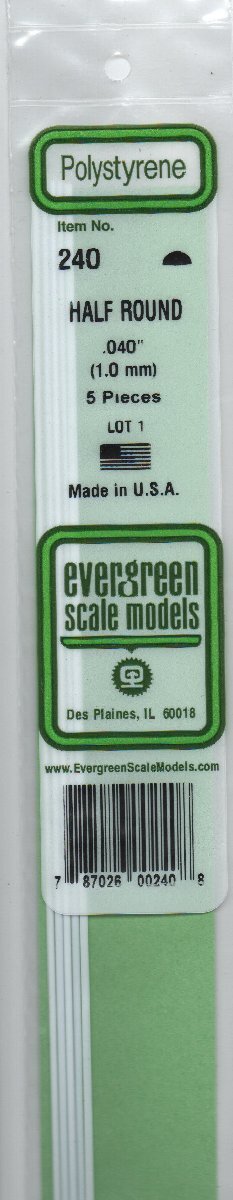 Polystyrene
Item No.
240
HALF ROUND
.040"
(1.0 mm)
5 Pieces
LOT 1
Made in U.S.A.
evergreen
scale models
Des Plaines, IL 60018
www.EvergreenScaleModels.com
7 87026 00240 8